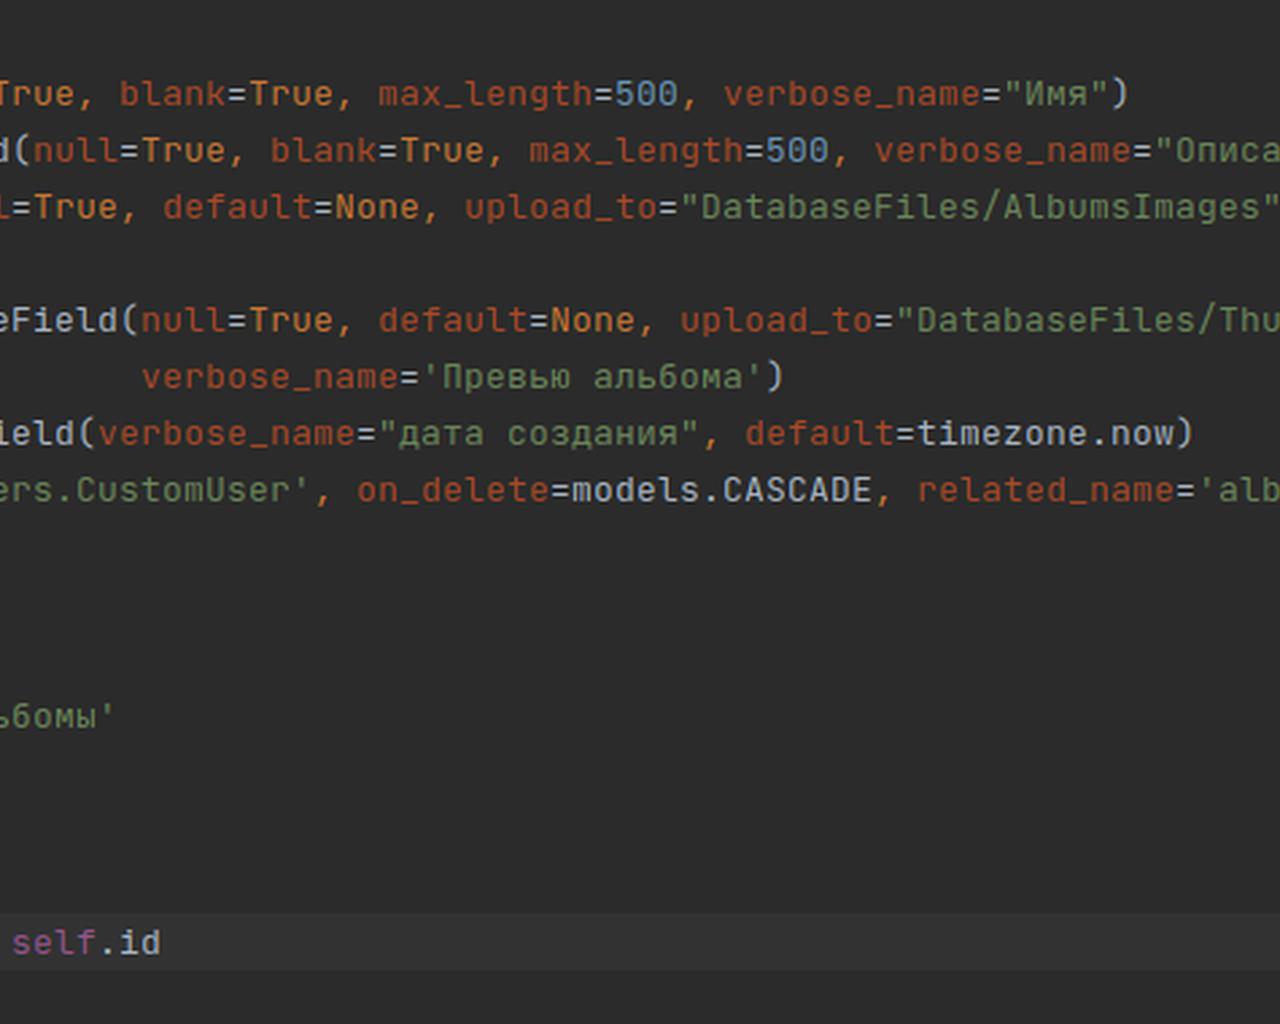 True, blank=True, max_length=500, verbose_name="Имя")
d(null=True, blank=True, max_length=500, verbose_name="Описа
l=True, default=None, upload_to="DatabaseFiles/AlbumsImages"
eField(null=True, default=None, upload_to="DatabaseFiles/Thu
verbose_name='Превью альбома')
ield(verbose_name="дата создания", default=timezone.now)
ers.CustomUser', on_delete=models.CASCADE, related_name='alb
ьбомы'
self.id